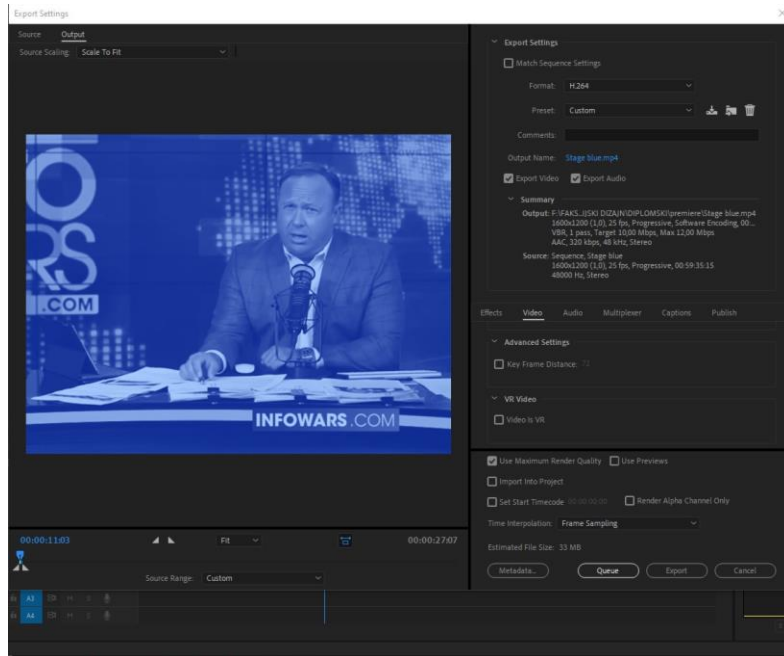 Export Settings
Source Output
Source Scaling: Scale To Fit
INFOWARS.COM
.COM
00:00:11:03
Fit
00:00:27:07
Source Range: Custom
A3 M S
A4 M S
Export Settings
Match Sequence Settings
Format: H.264
Preset: Custom
Comments:
Output Name: Stage blue.mp4
Export Video Export Audio
Summary
Output: F:\FAKS..IJSKI DIZAJN\DIPLOMSKI\premiere\Stage blue.mp4
1600x1200 (1,0), 25 fps, Progressive, Software Encoding, 00:...
VBR, 1 pass, Target 10,00 Mbps, Max 12,00 Mbps
AAC, 320 kbps, 48 kHz, Stereo
Source: Sequence, Stage blue
1600x1200 (1,0), 25 fps, Progressive, 00:59:35:15
48000 Hz, Stereo
Effects Video Audio Multiplexer Captions Publish
Advanced Settings
Key Frame Distance: 72
VR Video
Video Is VR
Use Maximum Render Quality Use Previews
Import Into Project
Set Start Timecode 00:00:00:00 Render Alpha Channel Only
Time Interpolation: Frame Sampling
Estimated File Size: 33 MB
Metadata... Queue Export Cancel